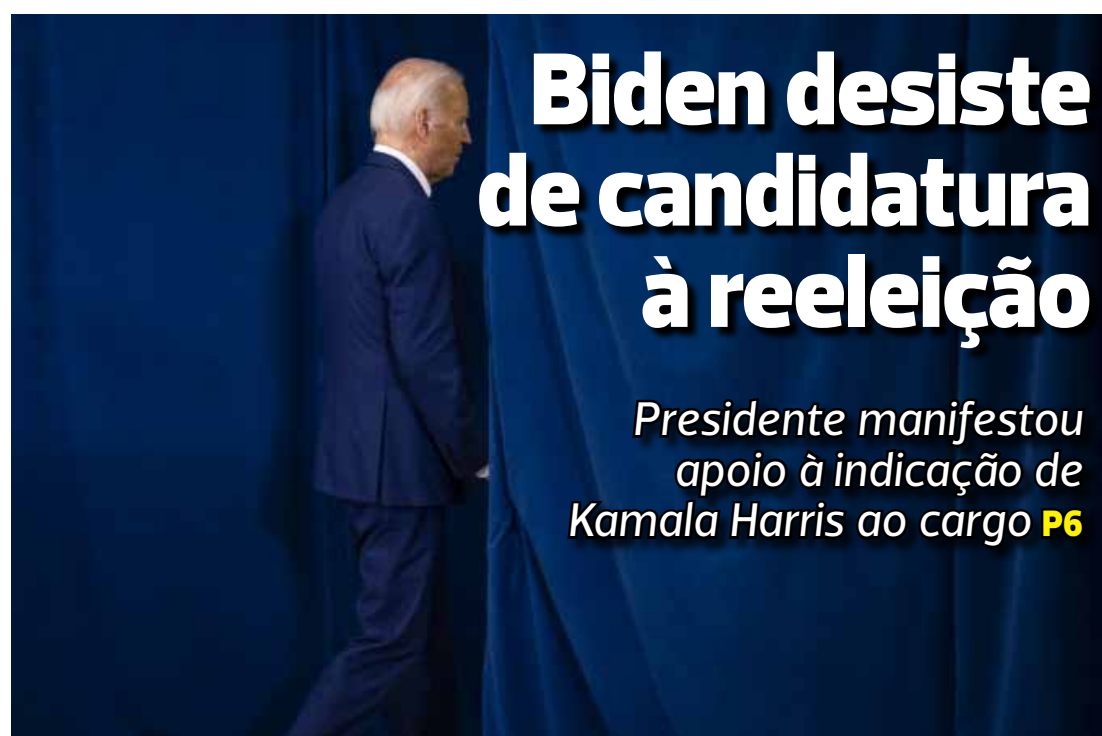 Biden desiste
de candidatura
à reeleição
Presidente manifestou
apoio à indicação de
Kamala Harris ao cargo P6